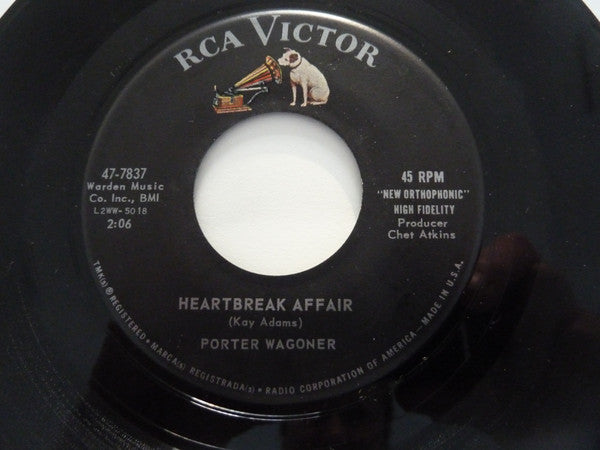 RCA VICTOR
47-7837
Warden Music
Co. Inc., BMI
L2WW-5018
2:06
45 RPM
"NEW ORTHOPHONIC"
HIGH FIDELITY
Producer
Chet Atkins
HEARTBREAK AFFAIR
(Kay Adams)
PORTER WAGONER
TMK(s) ® REGISTERED • MARCA(s) REGISTRADA(s) • RADIO CORPORATION OF AMERICA — MADE IN U.S.A.